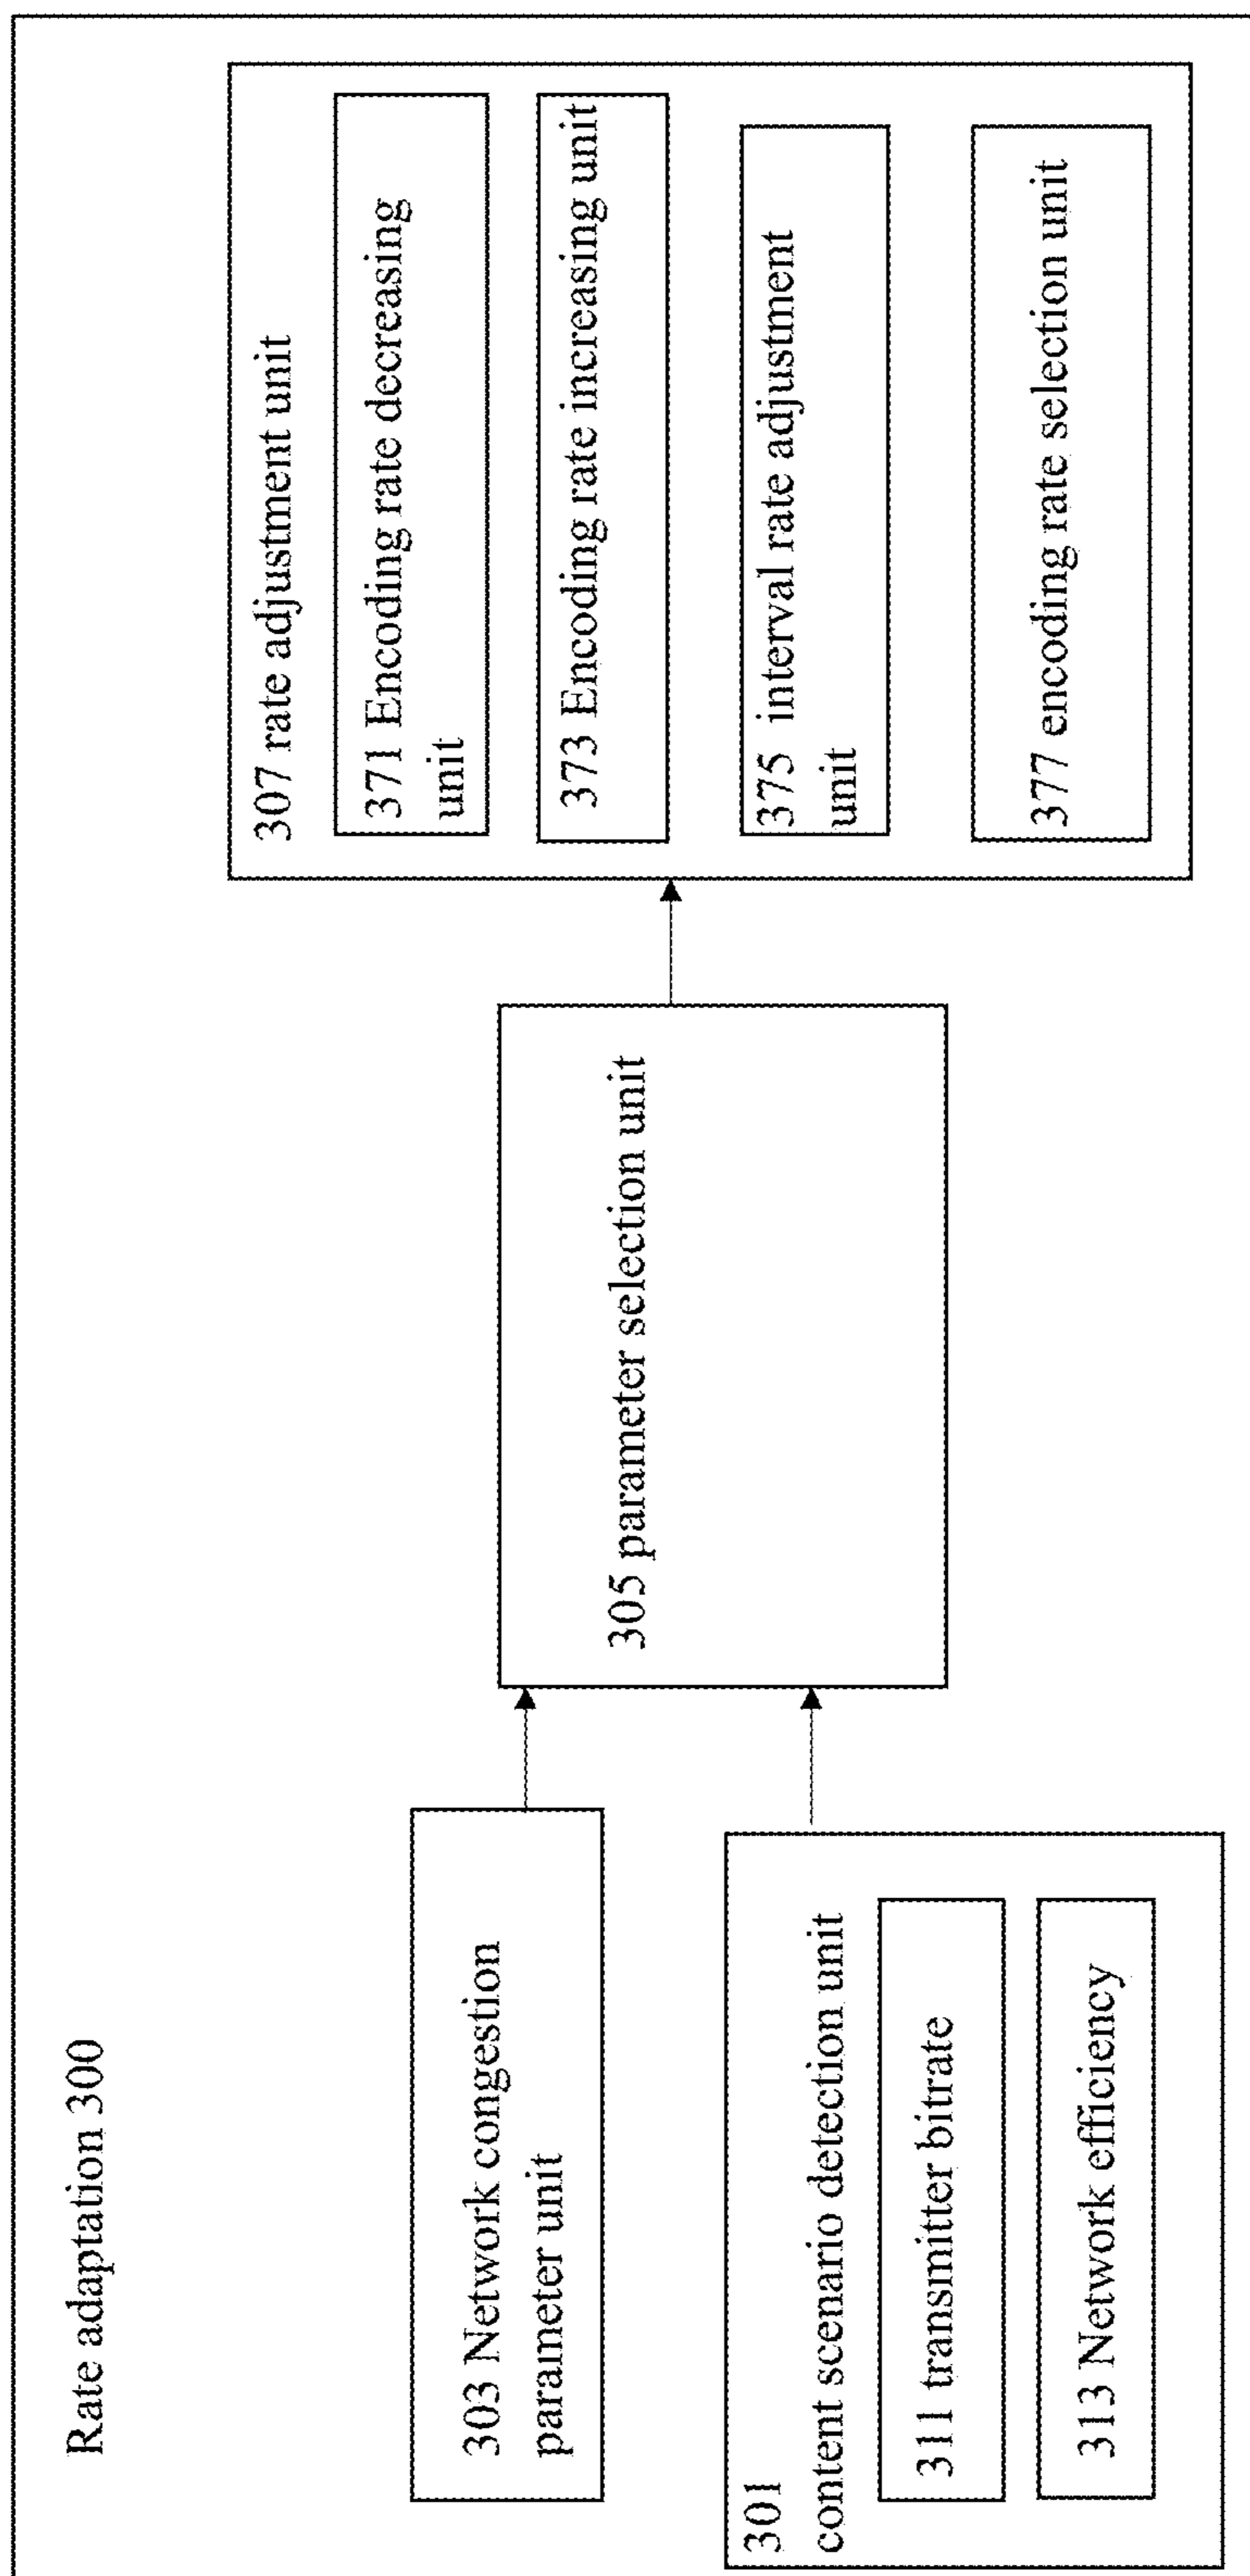 Rate adaptation 300
303 Network congestion
parameter unit
301
content scenario detection unit
311 transmitter bitrate
313 Network efficiency
305 parameter selection unit
307 rate adjustment unit
371 Encoding rate decreasing
unit
373 Encoding rate increasing unit
375 interval rate adjustment
unit
377 encoding rate selection unit